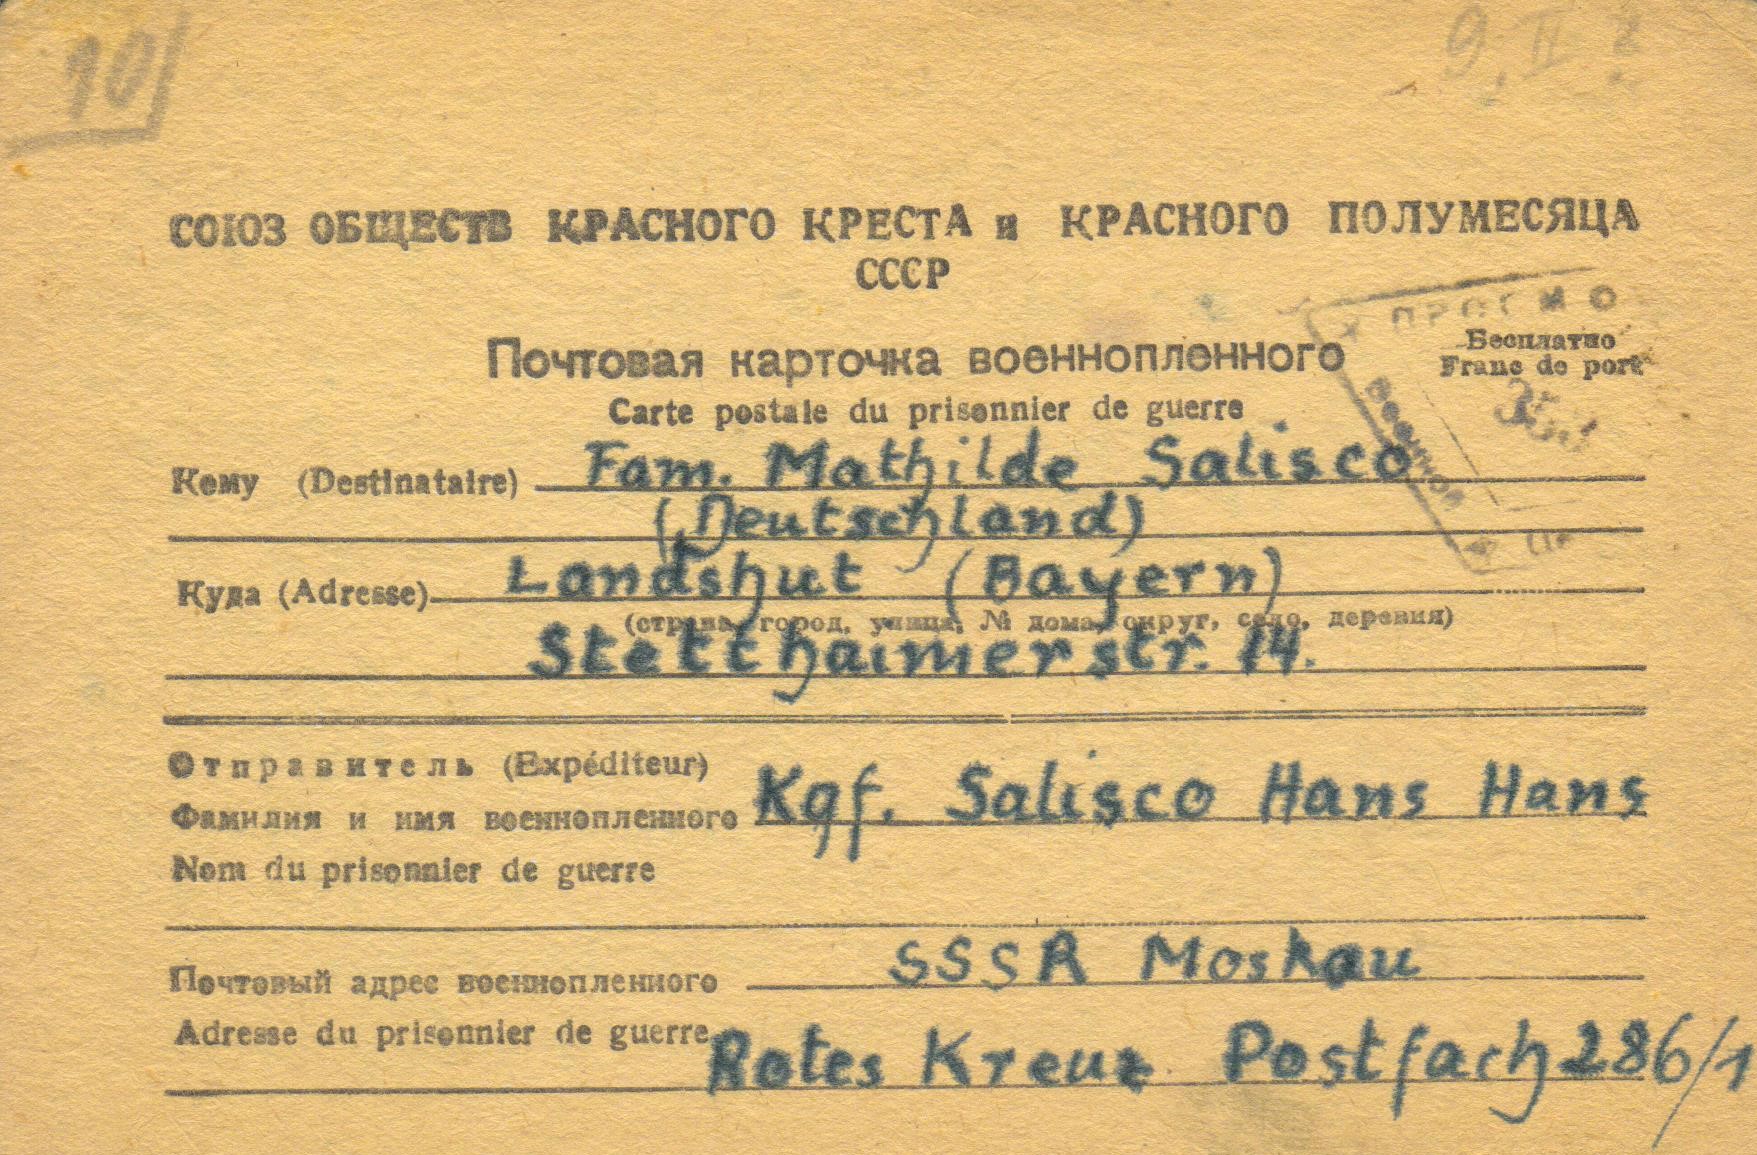 10
9. II
СОЮЗ ОБЩЕСТВ КРАСНОГО КРЕСТА и КРАСНОГО ПОЛУМЕСЯЦА
СССР
Почтовая карточка военнопленного
Бесплатно
Franc de port
Carte postale du prisonnier de guerre
Кому (Destinataire) Fam. Mathilde Salisco
(Deutschland)
Куда (Adresse) Landshut (Bayern)
(страна, город, улица, № дома, округ, село, деревня)
Stetthaimerstr. 14.
Отправитель (Expéditeur)
Фамилия и имя военнопленного Kgf. Salisco Hans Hans
Nom du prisonnier de guerre
Почтовый адрес военнопленного SSSR Moskau
Adresse du prisonnier de guerre Rotes Kreuz Postfach 286/1